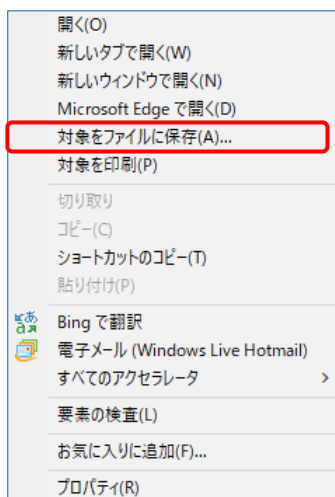 開く(O)
新しいタブで開く(W)
新しいウィンドウで開く(N)
Microsoft Edge で開く(D)
対象をファイルに保存(A)...
対象を印刷(P)
切り取り
コピー(C)
ショートカットのコピー(T)
貼り付け(P)
Bing で翻訳
電子メール (Windows Live Hotmail)
すべてのアクセラレータ
要素の検査(L)
お気に入りに追加(F)...
プロパティ(R)